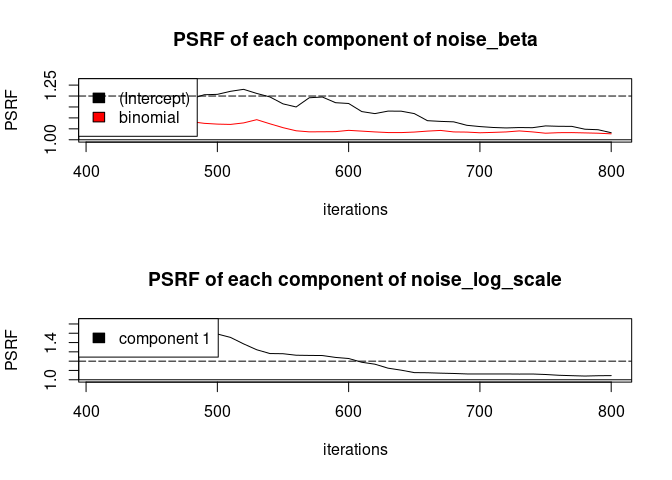 PSRF of each component of noise_beta
PSRF
1.25
1.00
(Intercept)
binomial
400 500 600 700 800
iterations
PSRF of each component of noise_log_scale
PSRF
1.4
1.0
component 1
400 500 600 700 800
iterations